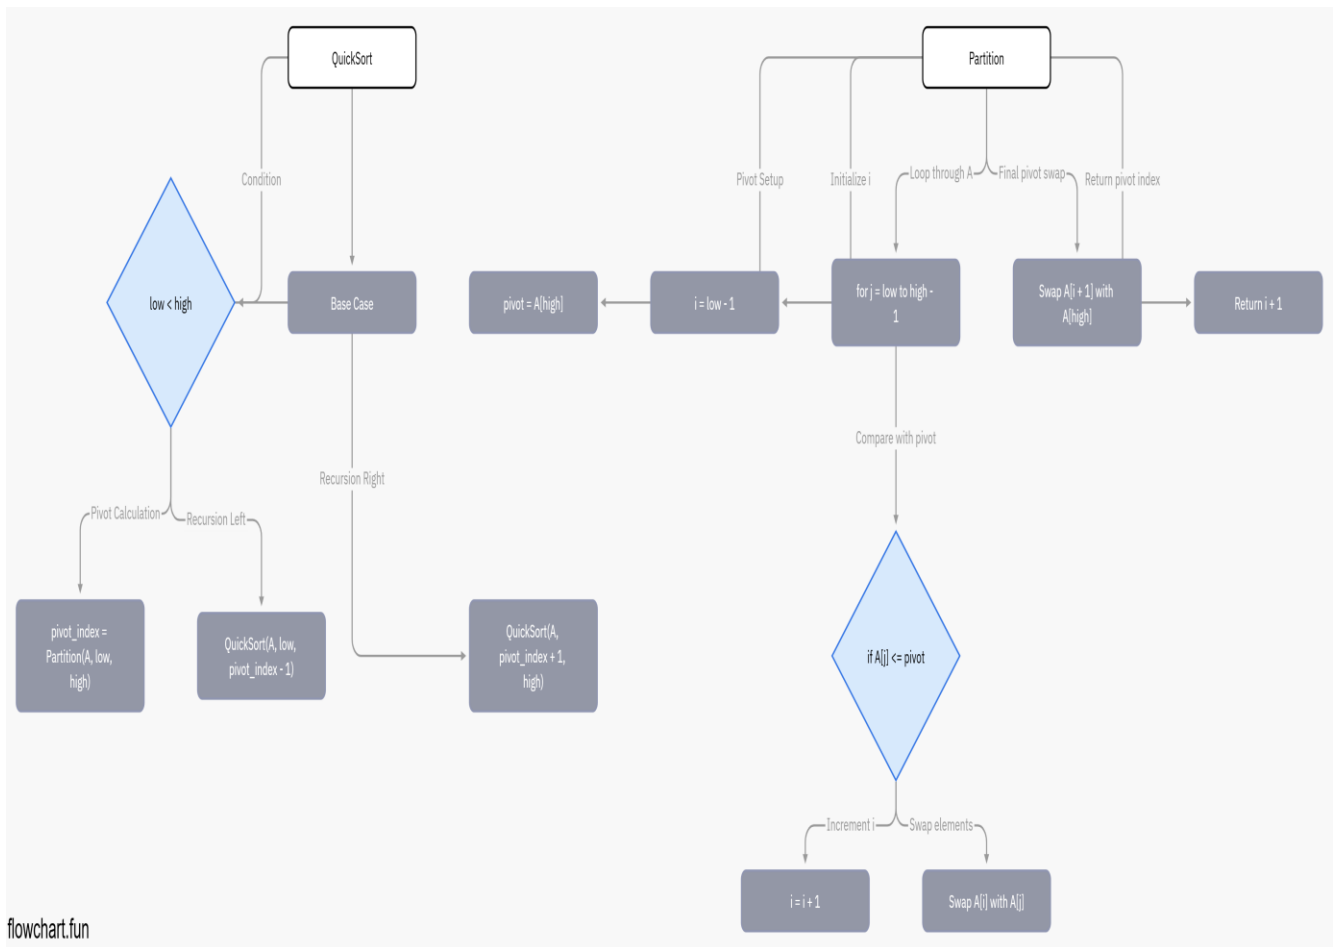 QuickSort
Partition
Condition
Pivot Setup
Initialize i
Loop through A
Final pivot swap
Return pivot index
low < high
Base Case
pivot = A[high]
i = low - 1
for j = low to high -
1
Swap A[i + 1] with
A[high]
Return i + 1
Compare with pivot
Recursion Right
Pivot Calculation
Recursion Left
pivot_index =
Partition(A, low,
high)
QuickSort(A, low,
pivot_index - 1)
QuickSort(A,
pivot_index + 1,
high)
if A[j] <= pivot
Increment i
Swap elements
i = i + 1
Swap A[i] with A[j]
flowchart.fun